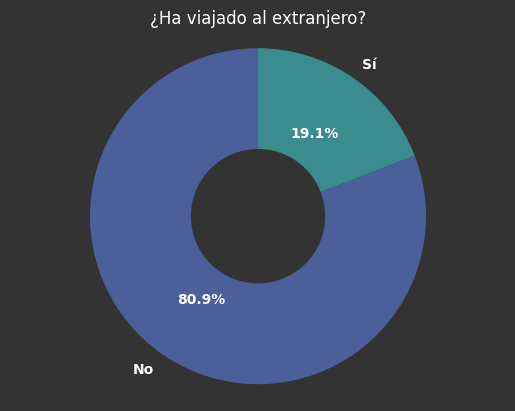 ¿Ha viajado al extranjero?
Sí
19.1%
80.9%
No